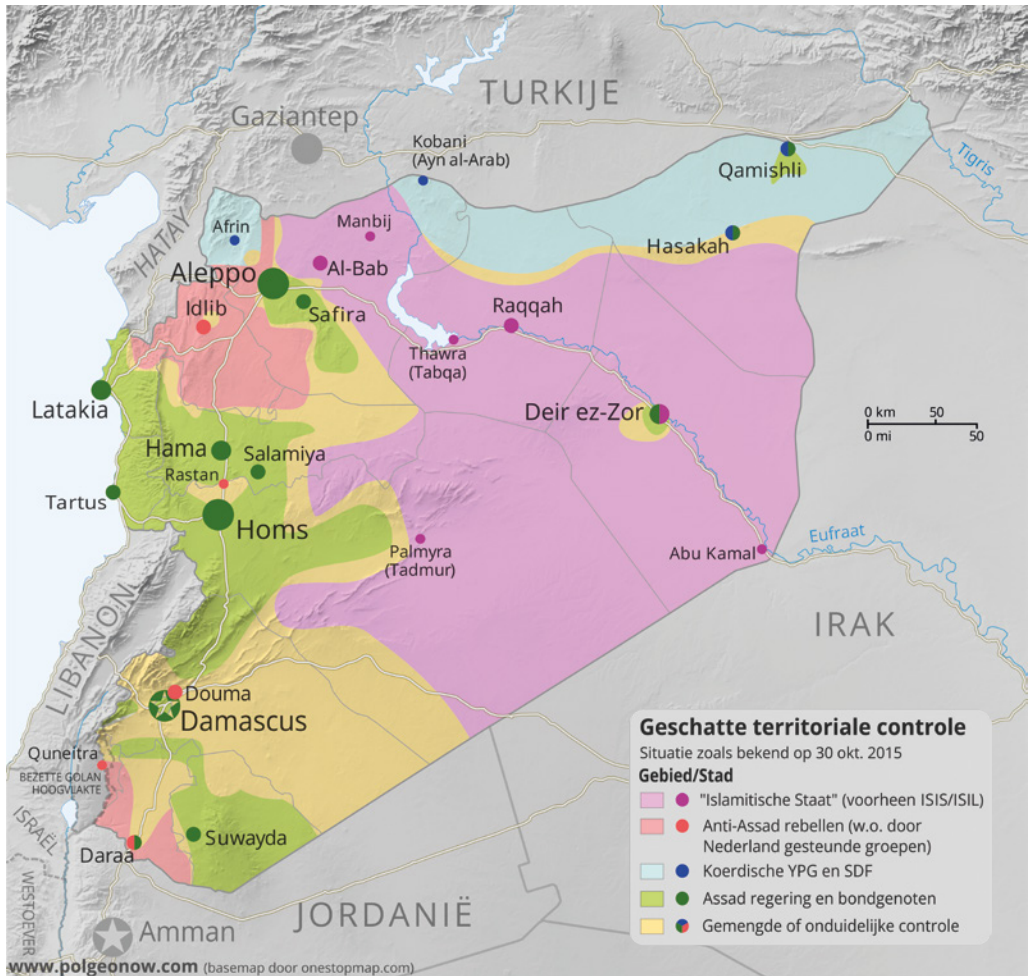 TURKIJE
Gaziantep
Kobani
(Ayn al-Arab)
Qamishli
Tigris
HATAY
Afrin
Manbij
Hasakah
Aleppo
Al-Bab
Idlib
Safira
Raqqah
Thawra
(Tabqa)
Latakia
Deir ez-Zor
0 km 50
0 mi 50
Hama
Salamiya
Rastan
Tartus
Homs
Palmyra
(Tadmur)
Abu Kamal
Eufraat
LIBANON
IRAK
Douma
Damascus
Quneitra
BEZETTE GOLAN
HOOGVLAKTE
ISRAËL
Daraa
Suwayda
WESTOEVER
JORDANIË
Amman
Geschatte territoriale controle
Situatie zoals bekend op 30 okt. 2015
Gebied/Stad
"Islamitische Staat" (voorheen ISIS/ISIL)
Anti-Assad rebellen (w.o. door
Nederland gesteunde groepen)
Koerdische YPG en SDF
Assad regering en bondgenoten
Gemengde of onduidelijke controle
www.polgeonow.com (basemap door onestopmap.com)